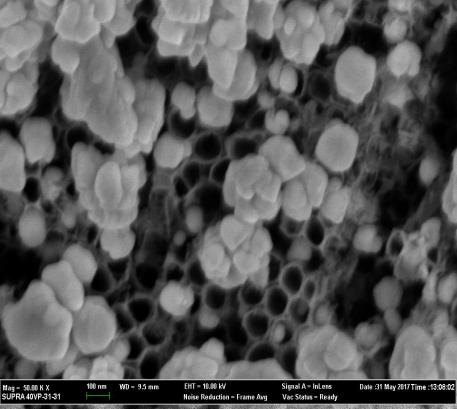 Mag = 50.00 K X 100 nm WD = 9.5 mm EHT = 10.00 kV Signal A = InLens Date :31 May 2017 Time :13:08:02
SUPRA 40VP-31-31 Noise Reduction = Frame Avg Vac Status = Ready